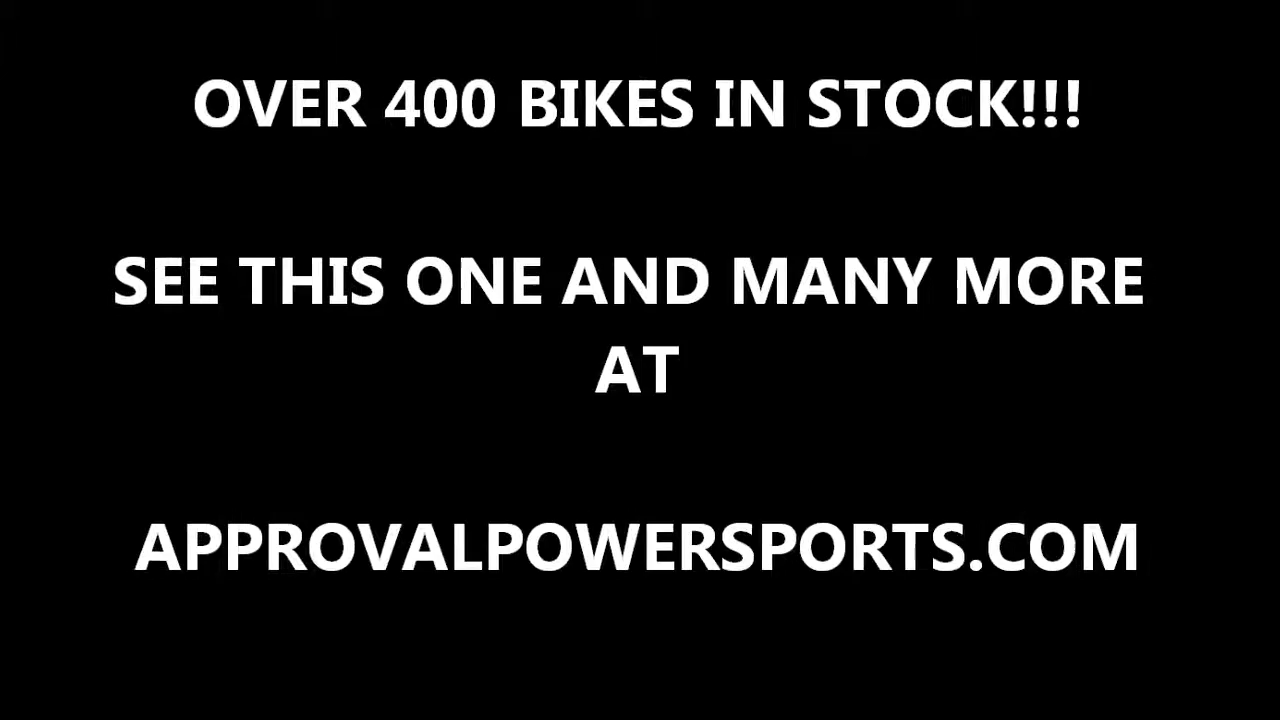 OVER 400 BIKES IN STOCK!!!
SEE THIS ONE AND MANY MORE
AT
APPROVALPOWERSPORTS.COM